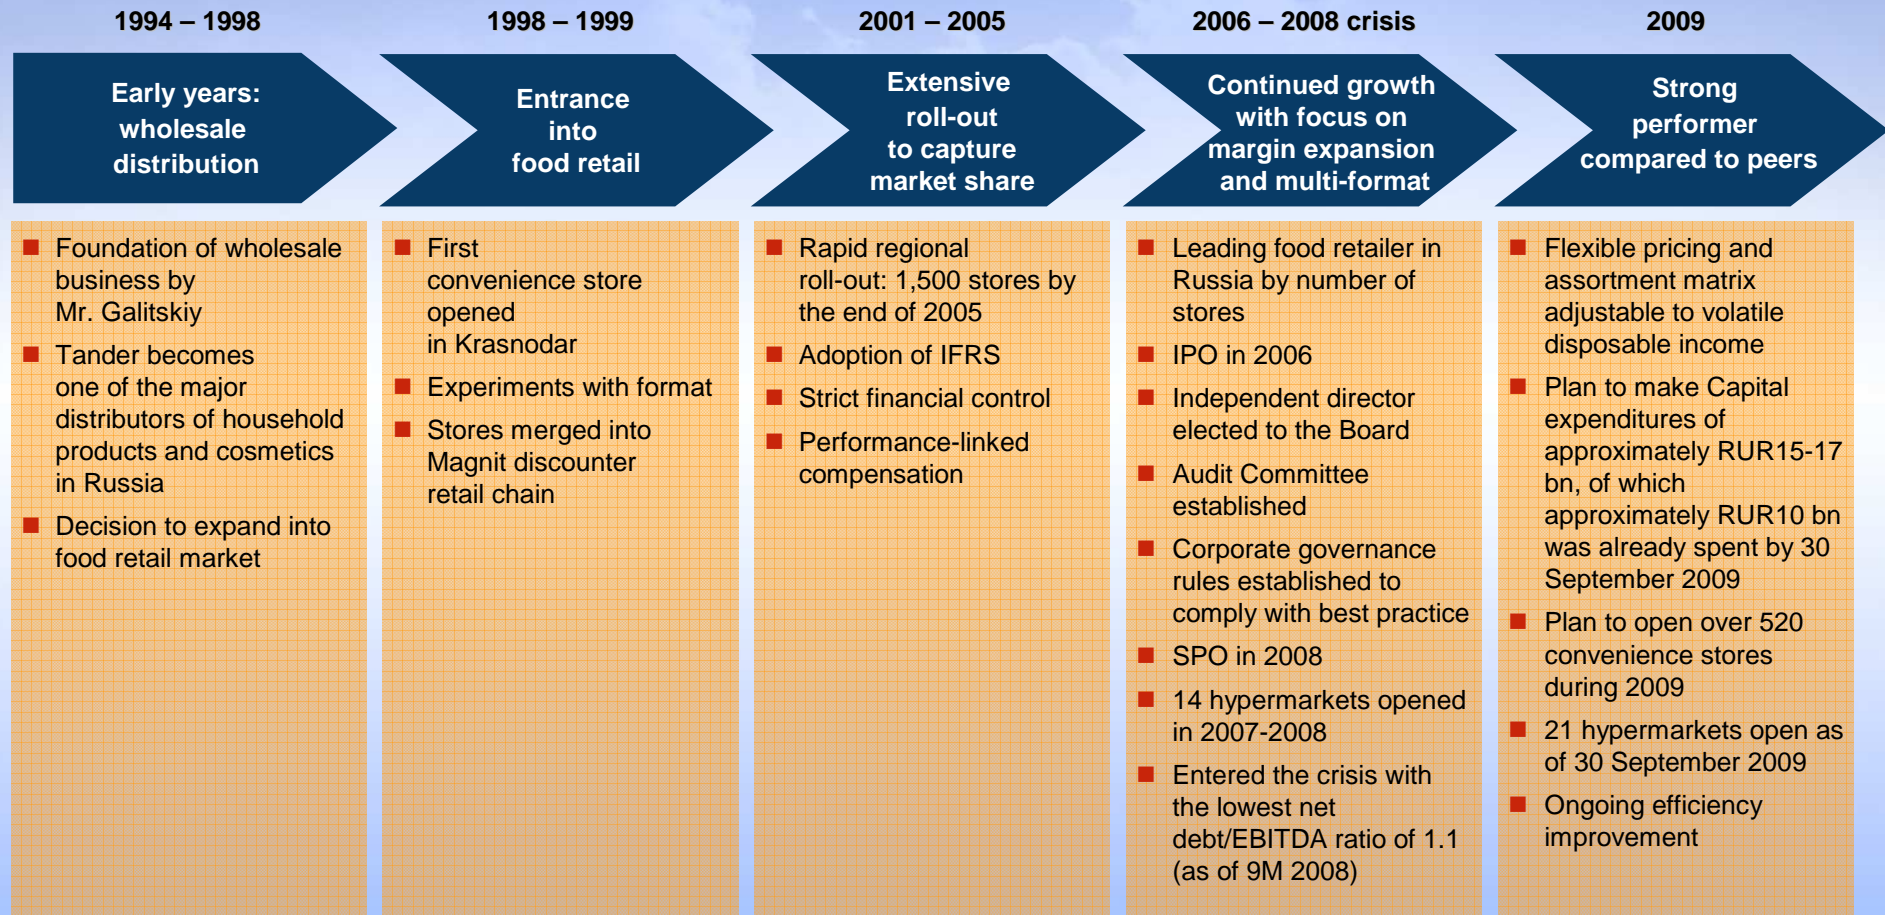 1994 – 1998
Early years:
wholesale
distribution
Foundation of wholesale
business by
Mr. Galitskiy
Tander becomes
one of the major
distributors of household
products and cosmetics
in Russia
Decision to expand into
food retail market
1998 – 1999
Entrance
into
food retail
First
convenience store
opened
in Krasnodar
Experiments with format
Stores merged into
Magnit discounter
retail chain
2001 – 2005
Extensive
roll-out
to capture
market share
Rapid regional
roll-out: 1,500 stores by
the end of 2005
Adoption of IFRS
Strict financial control
Performance-linked
compensation
2006 – 2008 crisis
Continued growth
with focus on
margin expansion
and multi-format
Leading food retailer in
Russia by number of
stores
IPO in 2006
Independent director
elected to the Board
Audit Committee
established
Corporate governance
rules established to
comply with best practice
SPO in 2008
14 hypermarkets opened
in 2007-2008
Entered the crisis with
the lowest net
debt/EBITDA ratio of 1.1
(as of 9M 2008)
2009
Strong
performer
compared to peers
Flexible pricing and
assortment matrix
adjustable to volatile
disposable income
Plan to make Capital
expenditures of
approximately RUR15-17
bn, of which
approximately RUR10 bn
was already spent by 30
September 2009
Plan to open over 520
convenience stores
during 2009
21 hypermarkets open as
of 30 September 2009
Ongoing efficiency
improvement